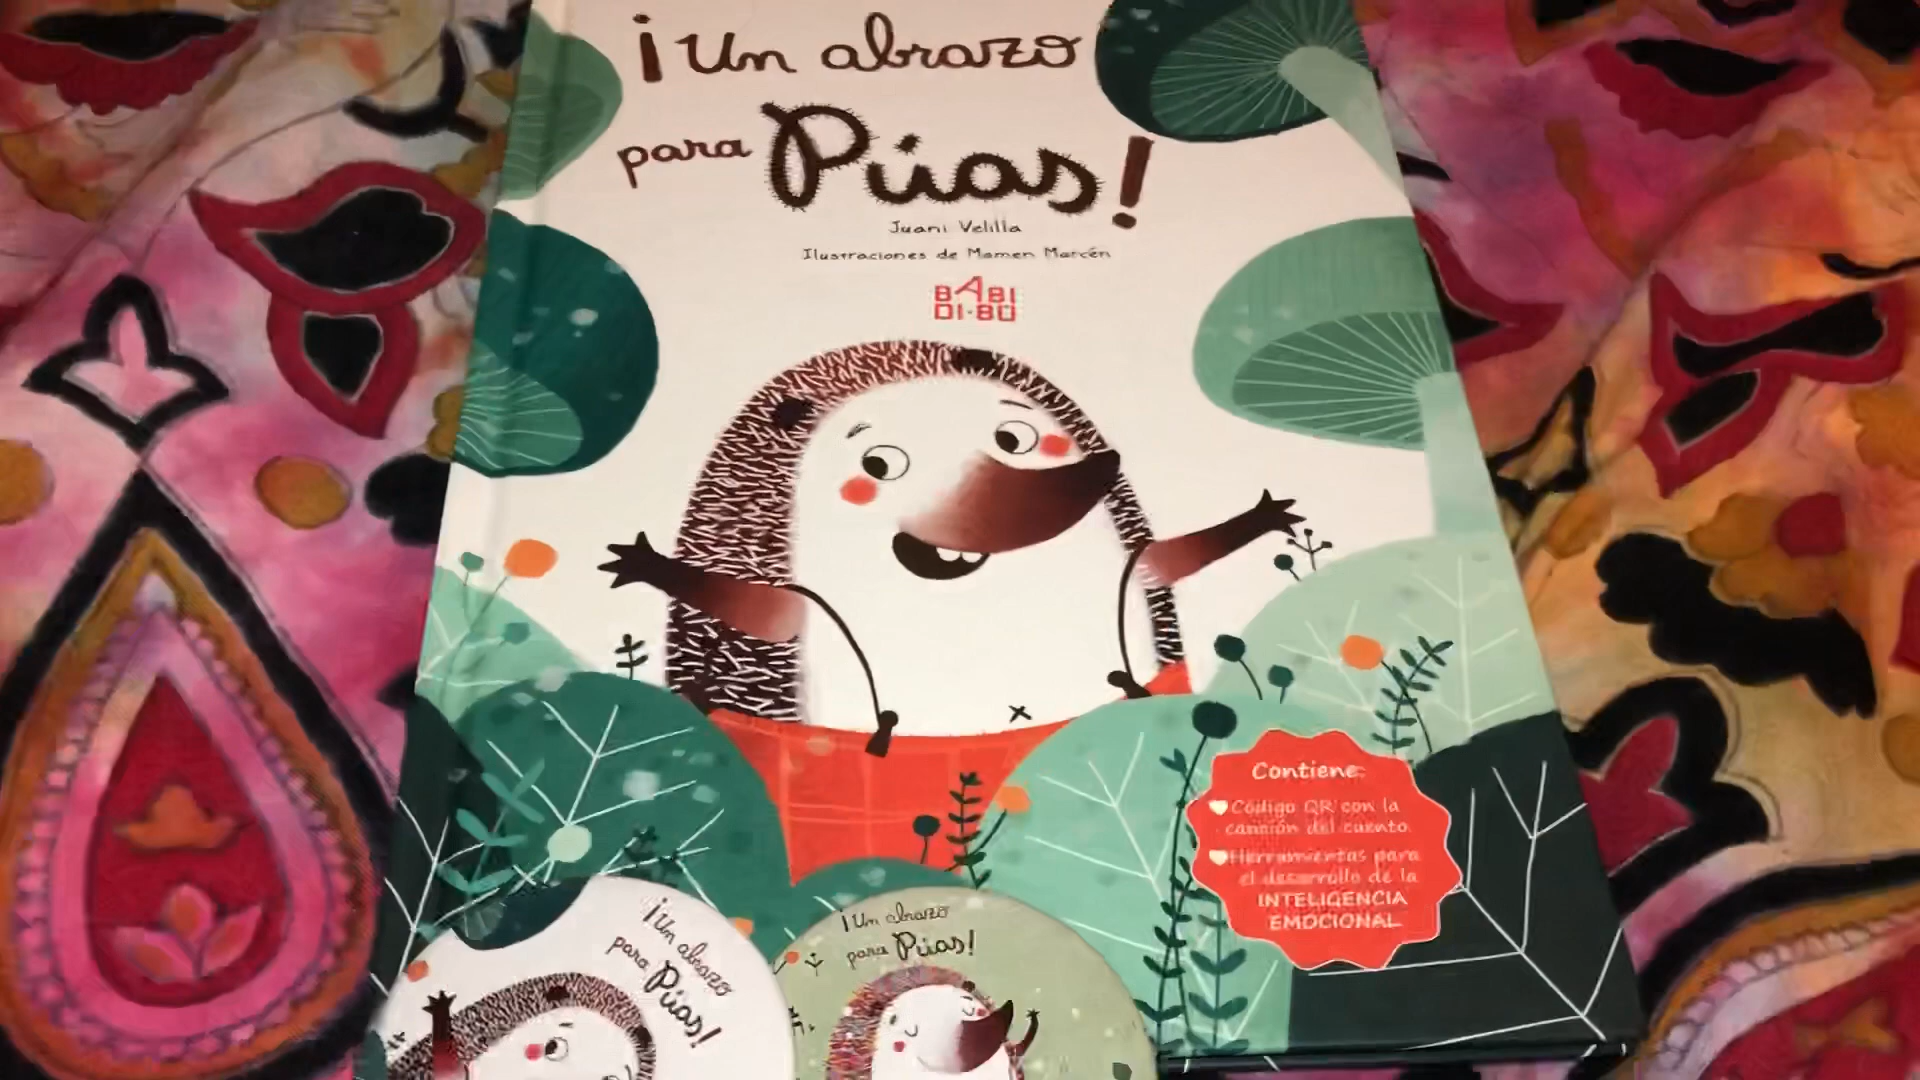 ¡Un abrazo
para Púas!
Juani Velilla
Ilustraciones de Mamen Marcén
BABI
DI-BÚ
Contiene:
Código QR con la
canción del cuento.
Herramientas para
el desarrollo de la
INTELIGENCIA
EMOCIONAL
¡Un abrazo
para Púas!
¡Un abrazo
para Púas!